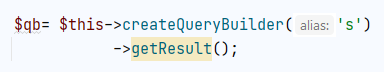 $qb= $this->createQueryBuilder( alias: 's')
->getResult();